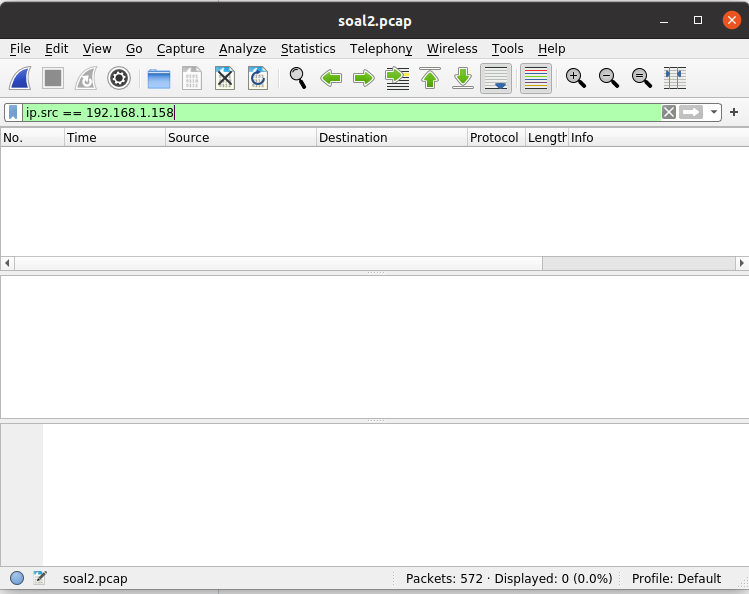 soal2.pcap
File Edit View Go Capture Analyze Statistics Telephony Wireless Tools Help
ip.src == 192.168.1.158
No. Time Source Destination Protocol Length Info
soal2.pcap Packets: 572 · Displayed: 0 (0.0%) Profile: Default